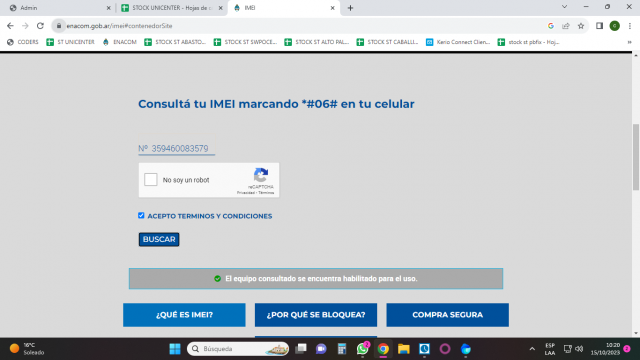 Admin
STOCK UNICENTER - Hojas de c
IMEI
enacom.gob.ar/imei#contenedorSite
CODERS
ST UNICENTER
ENACOM
STOCK ST ABASTO...
STOCK ST SWPOCE...
STOCK ST ALTO PAL...
STOCK ST CABALLI...
Kerio Connect Clien...
stock st pbfix - Hoj...
Consultá tu IMEI marcando *#06# en tu celular
Nº 359460083579
No soy un robot
reCAPTCHA
Privacidad - Términos
ACEPTO TERMINOS Y CONDICIONES
BUSCAR
El equipo consultado se encuentra habilitado para el uso.
¿QUÉ ES IMEI?
¿POR QUÉ SE BLOQUEA?
COMPRA SEGURA
16°C
Soleado
Búsqueda
ESP
LAA
10:20
15/10/2023